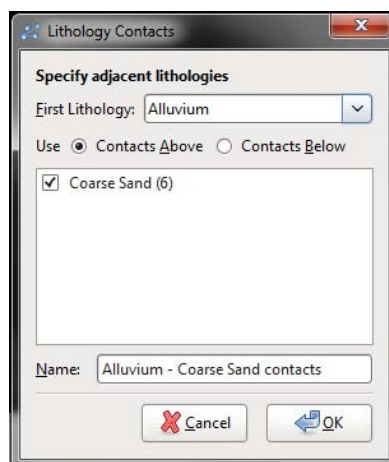 Lithology Contacts
Specify adjacent lithologies
First Lithology: Alluvium
Use Contacts Above Contacts Below
Coarse Sand (6)
Name: Alluvium - Coarse Sand contacts
Cancel OK